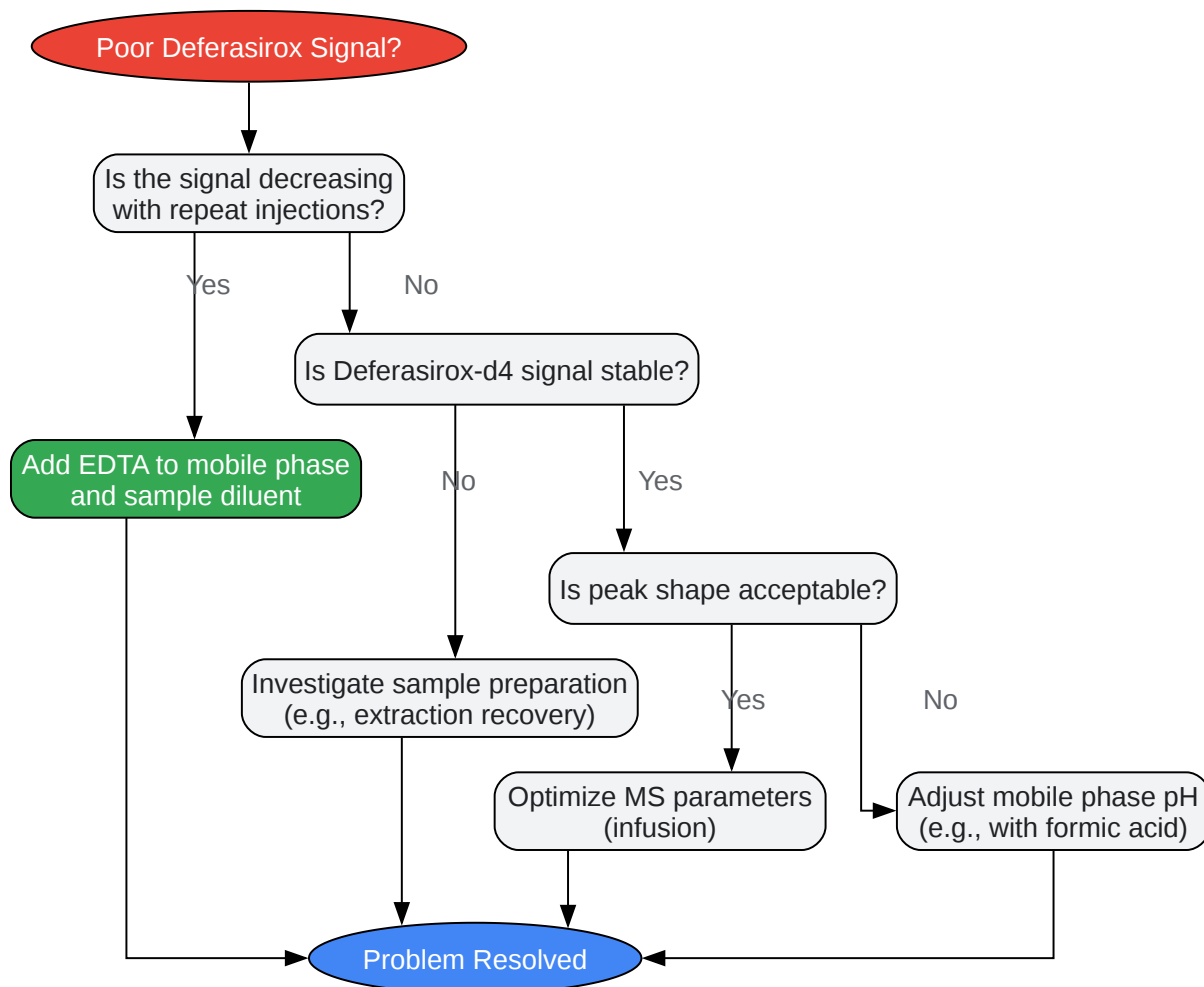 Poor Deferasirox Signal?
Is the signal decreasing
with repeat injections?
Yes
No
Is Deferasirox-d4 signal stable?
Add EDTA to mobile phase
and sample diluent
No
Yes
Is peak shape acceptable?
Investigate sample preparation
(e.g., extraction recovery)
Yes
No
Optimize MS parameters
(infusion)
Adjust mobile phase pH
(e.g., with formic acid)
Problem Resolved